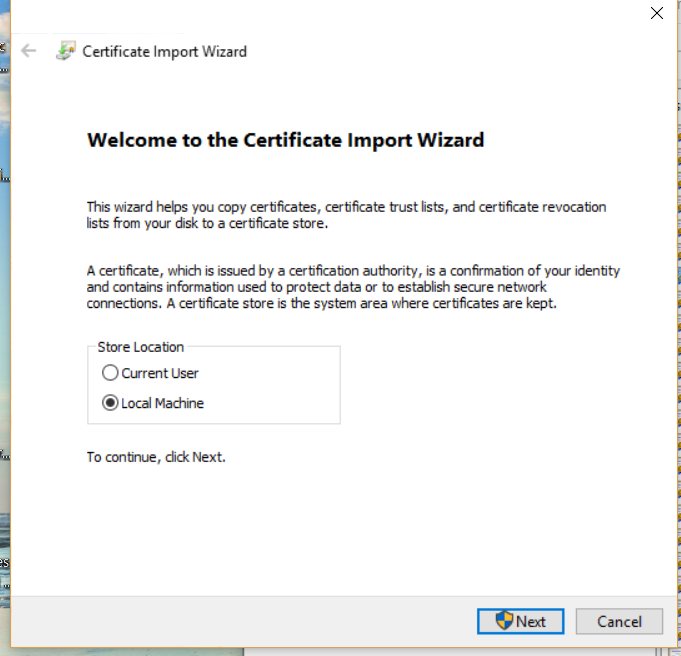 Certificate Import Wizard
Welcome to the Certificate Import Wizard
This wizard helps you copy certificates, certificate trust lists, and certificate revocation
lists from your disk to a certificate store.
A certificate, which is issued by a certification authority, is a confirmation of your identity
and contains information used to protect data or to establish secure network
connections. A certificate store is the system area where certificates are kept.
Store Location
Current User
Local Machine
To continue, click Next.
Next
Cancel